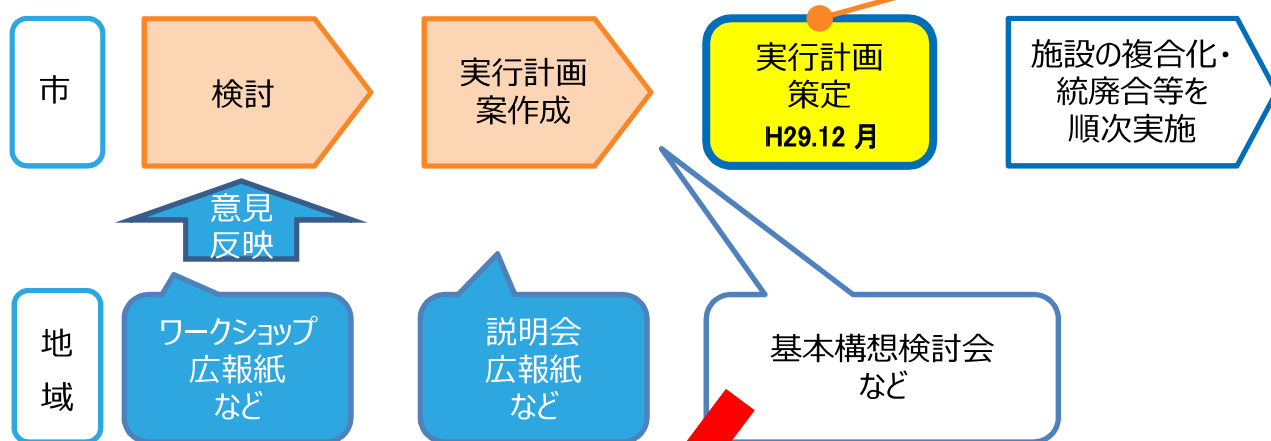 市
検討
実行計画
案作成
実行計画
策定
H29.12 月
施設の複合化・
統廃合等を
順次実施
意見
反映
地
域
ワークショップ
広報紙
など
説明会
広報紙
など
基本構想検討会
など